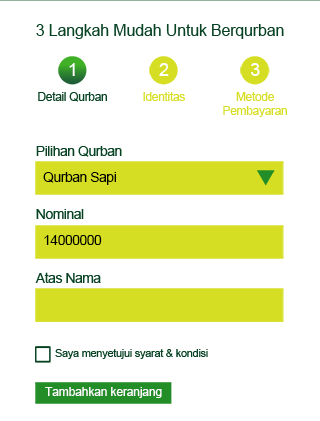 3 Langkah Mudah Untuk Berqurban
1 2 3
Detail Qurban Identitas Metode
Pembayaran
Pilihan Qurban
Qurban Sapi
Nominal
14000000
Atas Nama
Saya menyetujui syarat & kondisi
Tambahkan keranjang